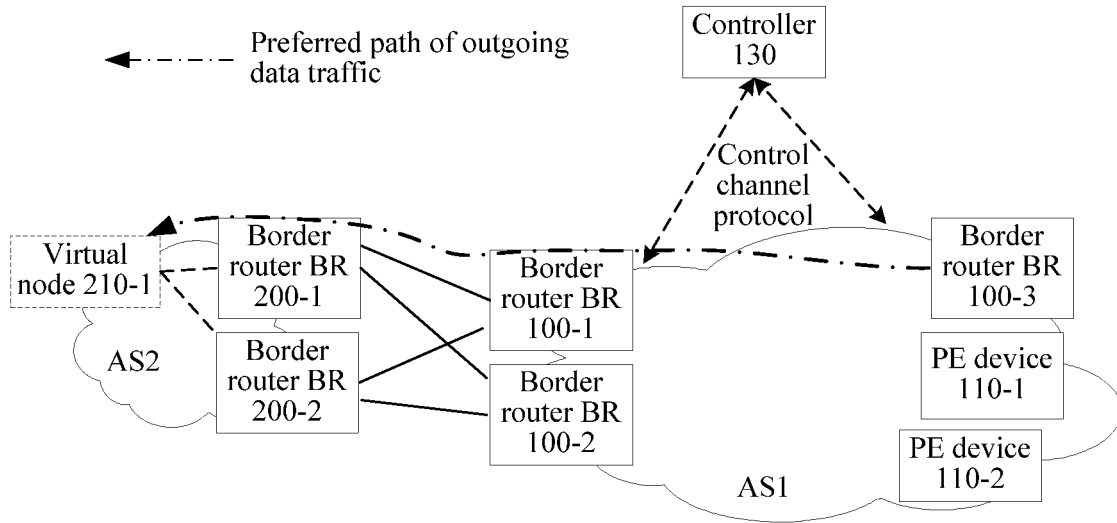 Preferred path of outgoing
data traffic
Controller
130
Control
channel
protocol
Virtual
node 210-1
Border
router BR
200-1
Border
router BR
100-1
Border
router BR
100-3
AS2
Border
router BR
200-2
Border
router BR
100-2
PE device
110-1
PE device
110-2
AS1